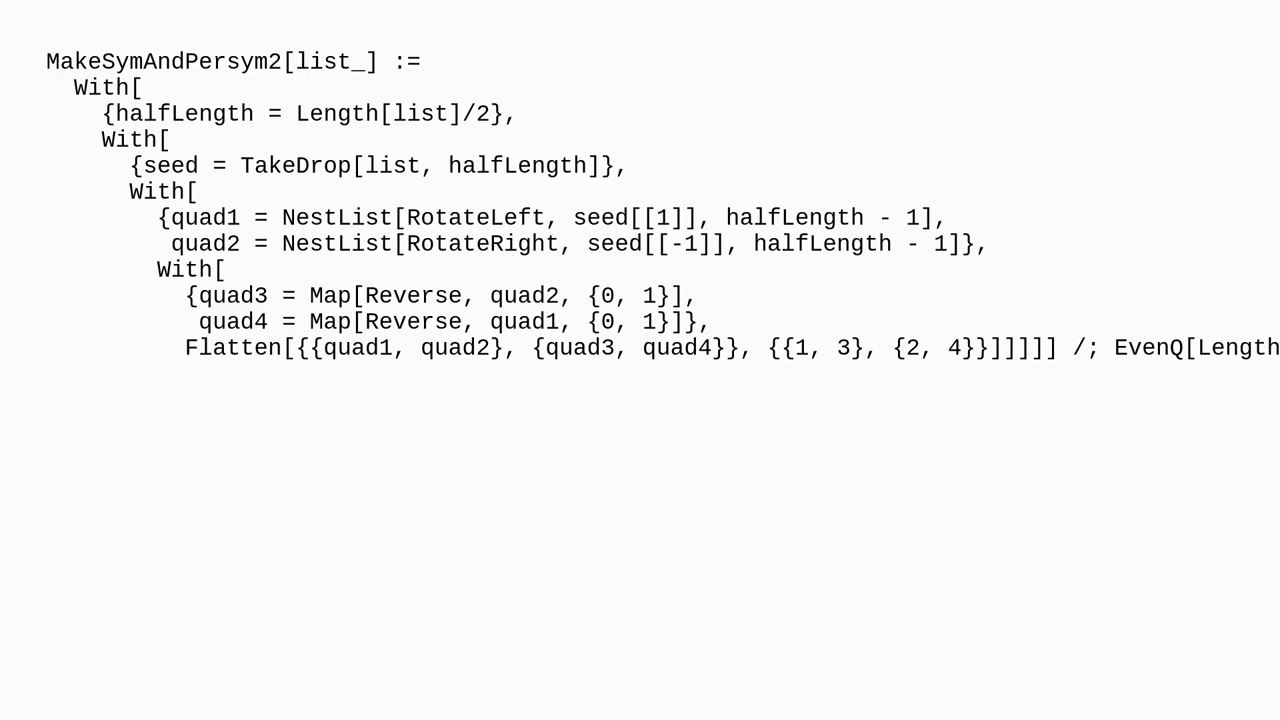 MakeSymAndPersym2[list_] :=
With[
{halfLength = Length[list]/2},
With[
{seed = TakeDrop[list, halfLength]},
With[
{quad1 = NestList[RotateLeft, seed[[1]], halfLength - 1],
quad2 = NestList[RotateRight, seed[[-1]], halfLength - 1]},
With[
{quad3 = Map[Reverse, quad2, {0, 1}],
quad4 = Map[Reverse, quad1, {0, 1}]},
Flatten[{{quad1, quad2}, {quad3, quad4}}, {{1, 3}, {2, 4}}]]]]] /; EvenQ[Length